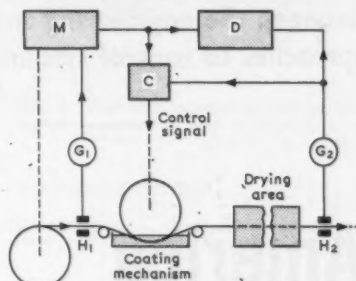 M
D
C
Control
signal
G₁
G₂
Drying
area
H₁
H₂
Coating
mechanism